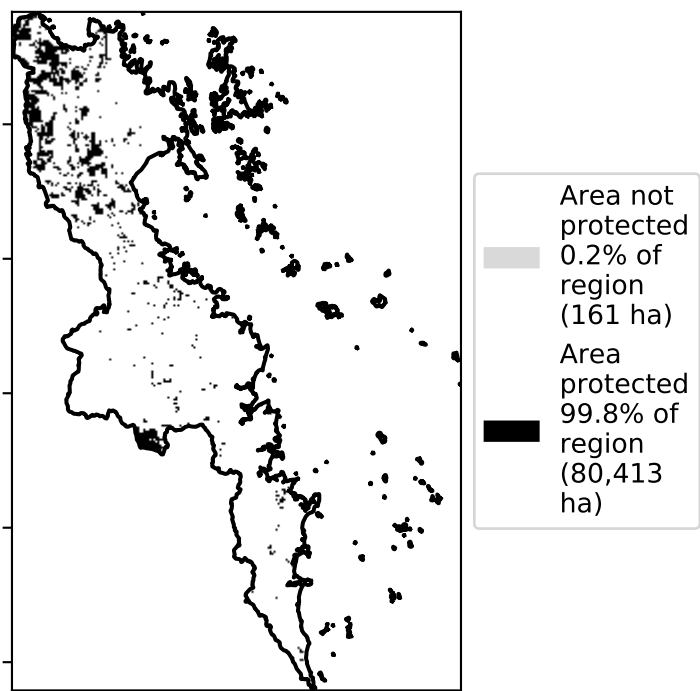 Area not
protected
0.2% of
region
(161 ha)
Area
protected
99.8% of
region
(80,413
ha)